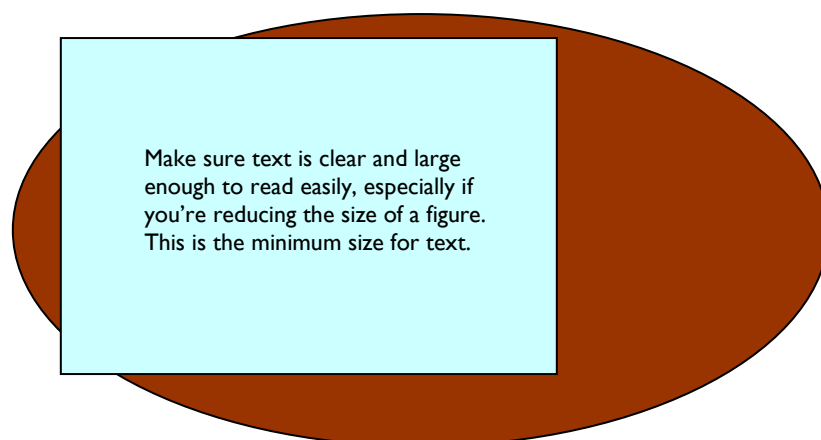 Make sure text is clear and large
enough to read easily, especially if
you’re reducing the size of a figure.
This is the minimum size for text.